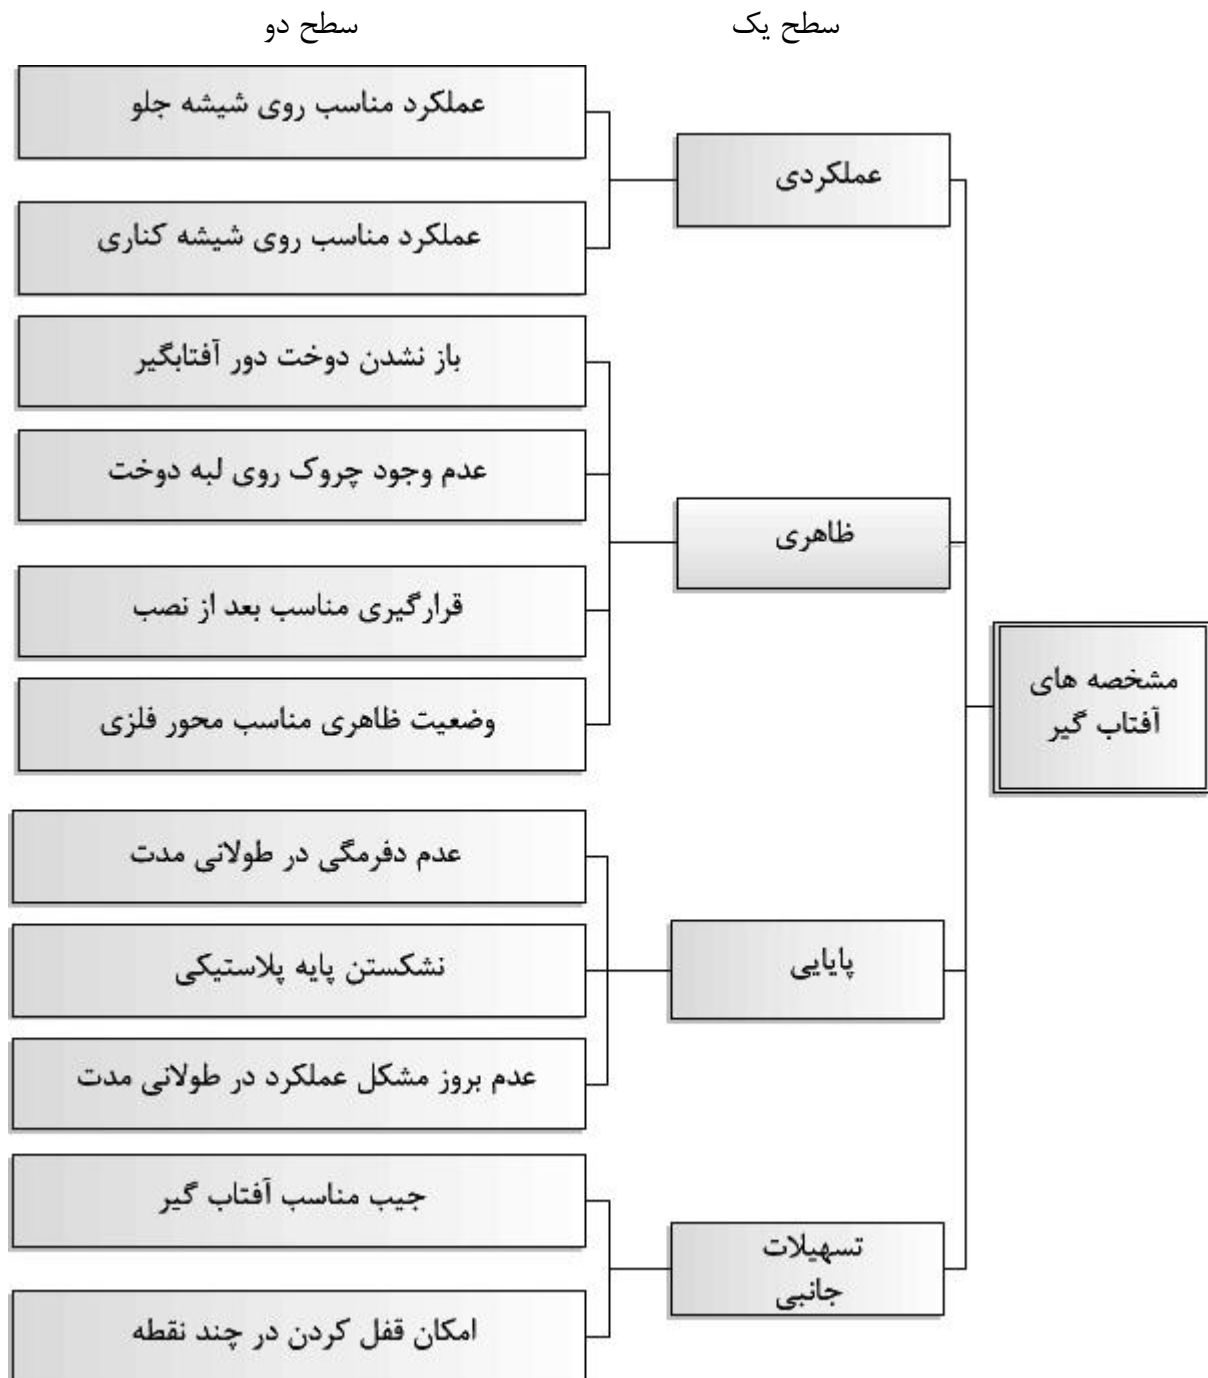 سطح یک
سطح دو
مشخصه های
آفتاب گیر
عملکردی
عملکرد مناسب روی شیشه جلو
عملکرد مناسب روی شیشه کناری
ظاهری
باز نشدن دوخت دور آفتابگیر
عدم وجود چروک روی لبه دوخت
قرارگیری مناسب بعد از نصب
وضعیت ظاهری مناسب محور فلزی
پایایی
عدم دفرمگی در طولانی مدت
نشکستن پایه پلاستیکی
عدم بروز مشکل عملکرد در طولانی مدت
تسهیلات
جانبی
جیب مناسب آفتاب گیر
امکان قفل کردن در چند نقطه